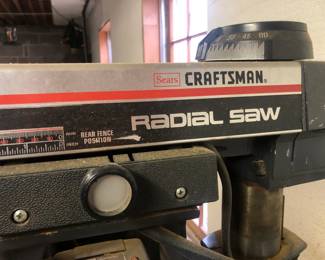 Sears CRAFTSMAN
RADIAL SAW
REAR FENCE
POSITION